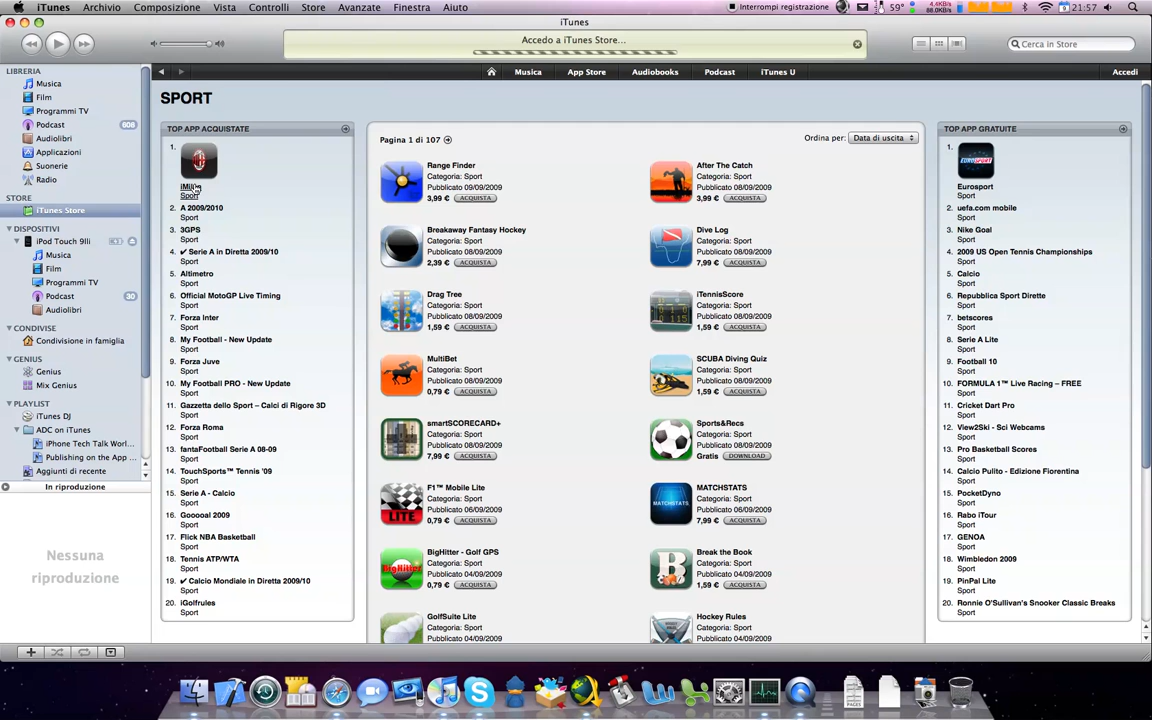 iTunes Archivio Composizione Vista Controlli Store Avanzate Finestra Aiuto Interrompi registrazione 59° 4.4KB/s 88.0KB/s 9 21:57
iTunes
Accedo a iTunes Store...
Cerca in Store
Musica App Store Audiobooks Podcast iTunes U Accedi
LIBRERIA
Musica
Film
Programmi TV
Podcast 606
Audiolibri
Applicazioni
Suonerie
Radio
STORE
iTunes Store
DISPOSITIVI
iPod Touch 9lli
Musica
Film
Programmi TV
Podcast 30
Audiolibri
CONDIVISE
Condivisione in famiglia
GENIUS
Genius
Mix Genius
PLAYLIST
iTunes DJ
ADC on iTunes
iPhone Tech Talk Worl...
Publishing on the App ...
Aggiunti di recente
In riproduzione
Nessuna
riproduzione
SPORT
TOP APP ACQUISTATE
1.
Sport
2. A 2009/2010
Sport
3. 3GPS
Sport
4. ✔ Serie A in Diretta 2009/10
Sport
5. Altimetro
Sport
6. Official MotoGP Live Timing
Sport
7. Forza Inter
Sport
8. My Football - New Update
Sport
9. Forza Juve
Sport
10. My Football PRO - New Update
Sport
11. Gazzetta dello Sport – Calci di Rigore 3D
Sport
12. Forza Roma
Sport
13. fantaFootball Serie A 08-09
Sport
14. TouchSports™ Tennis '09
Sport
15. Serie A - Calcio
Sport
16. Gooooal 2009
Sport
17. Flick NBA Basketball
Sport
18. Tennis ATP/WTA
Sport
19. ✔ Calcio Mondiale in Diretta 2009/10
Sport
20. iGolfrules
Sport
Pagina 1 di 107
Ordina per: Data di uscita
Range Finder
Categoria: Sport
Pubblicato 09/09/2009
3,99 € ACQUISTA
After The Catch
Categoria: Sport
Pubblicato 08/09/2009
3,99 € ACQUISTA
Breakaway Fantasy Hockey
Categoria: Sport
Pubblicato 08/09/2009
2,39 € ACQUISTA
Dive Log
Categoria: Sport
Pubblicato 08/09/2009
7,99 € ACQUISTA
Drag Tree
Categoria: Sport
Pubblicato 08/09/2009
1,59 € ACQUISTA
iTennisScore
Categoria: Sport
Pubblicato 08/09/2009
1,59 € ACQUISTA
MultiBet
Categoria: Sport
Pubblicato 08/09/2009
0,79 € ACQUISTA
SCUBA Diving Quiz
Categoria: Sport
Pubblicato 08/09/2009
1,59 € ACQUISTA
smartSCORECARD+
Categoria: Sport
Pubblicato 08/09/2009
7,99 € ACQUISTA
Sports&Recs
Categoria: Sport
Pubblicato 08/09/2009
Gratis DOWNLOAD
LITE
F1™ Mobile Lite
Categoria: Sport
Pubblicato 06/09/2009
0,79 € ACQUISTA
MATCHSTATS
MATCHSTATS
Categoria: Sport
Pubblicato 06/09/2009
7,99 € ACQUISTA
BigHitter
BigHitter - Golf GPS
Categoria: Sport
Pubblicato 04/09/2009
0,79 € ACQUISTA
B
Break the Book
Categoria: Sport
Pubblicato 04/09/2009
1,59 € ACQUISTA
GolfSuite Lite
Categoria: Sport
Pubblicato 04/09/2009
Hockey Rules
Categoria: Sport
Pubblicato 04/09/2009
TOP APP GRATUITE
1.
EUROSPORT
Eurosport
Sport
2. uefa.com mobile
Sport
3. Nike Goal
Sport
4. 2009 US Open Tennis Championships
Sport
5. Calcio
Sport
6. Repubblica Sport Dirette
Sport
7. betscores
Sport
8. Serie A Lite
Sport
9. Football 10
Sport
10. FORMULA 1™ Live Racing – FREE
Sport
11. Cricket Dart Pro
Sport
12. View2Ski - Sci Webcams
Sport
13. Pro Basketball Scores
Sport
14. Calcio Pulito - Edizione Fiorentina
Sport
15. PocketDyno
Sport
16. Rabo iTour
Sport
17. GENOA
Sport
18. Wimbledon 2009
Sport
19. PinPal Lite
Sport
20. Ronnie O'Sullivan's Snooker Classic Breaks
Sport
PAGES